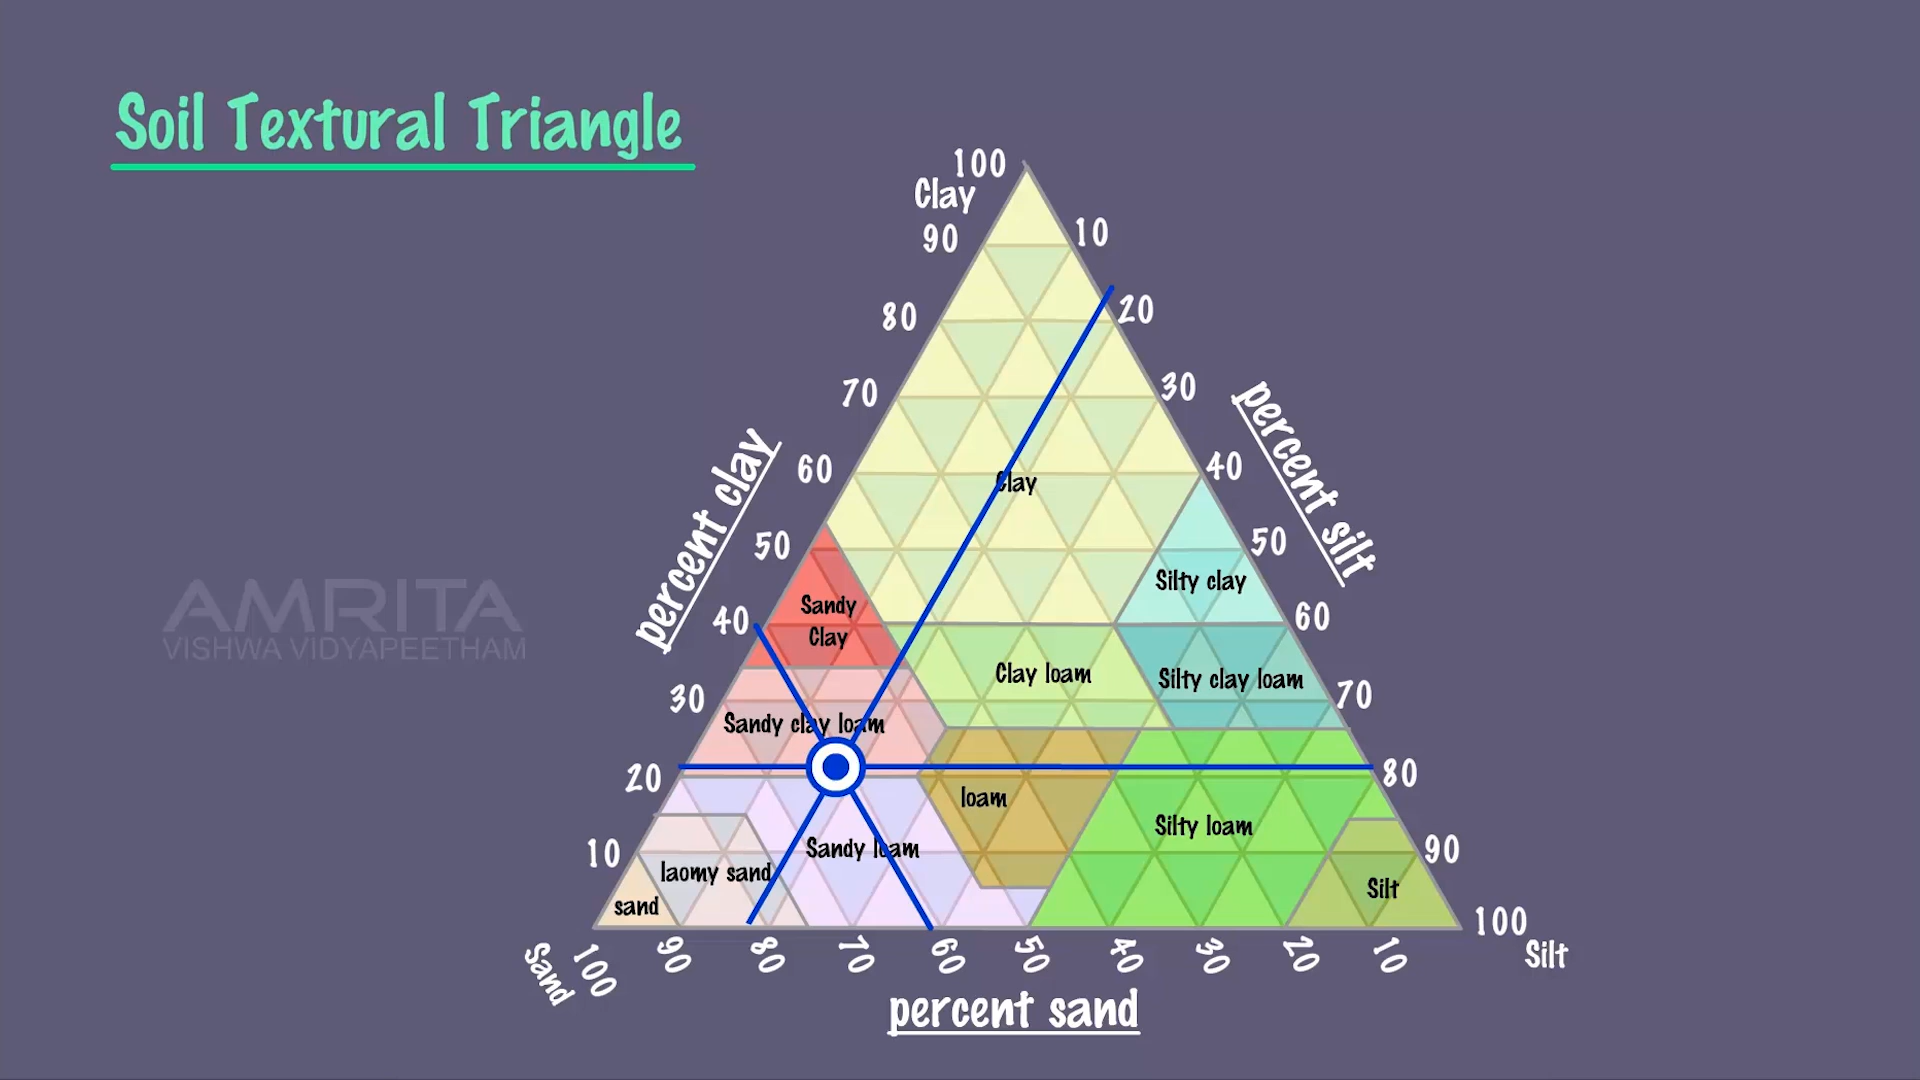 Soil Textural Triangle
100
Clay
90
10
80
20
70
30
percent clay
percent silt
60
40
Clay
50
50
Silty clay
Sandy
Clay
40
60
Clay loam
Silty clay loam
AMRITA
VISHWA VIDYAPEETHAM
30
70
Sandy clay loam
20
80
loam
Silty loam
Sandy loam
10
90
laomy sand
Silt
sand
100
Sand
100
90
80
70
60
50
40
30
20
10
Silt
percent sand